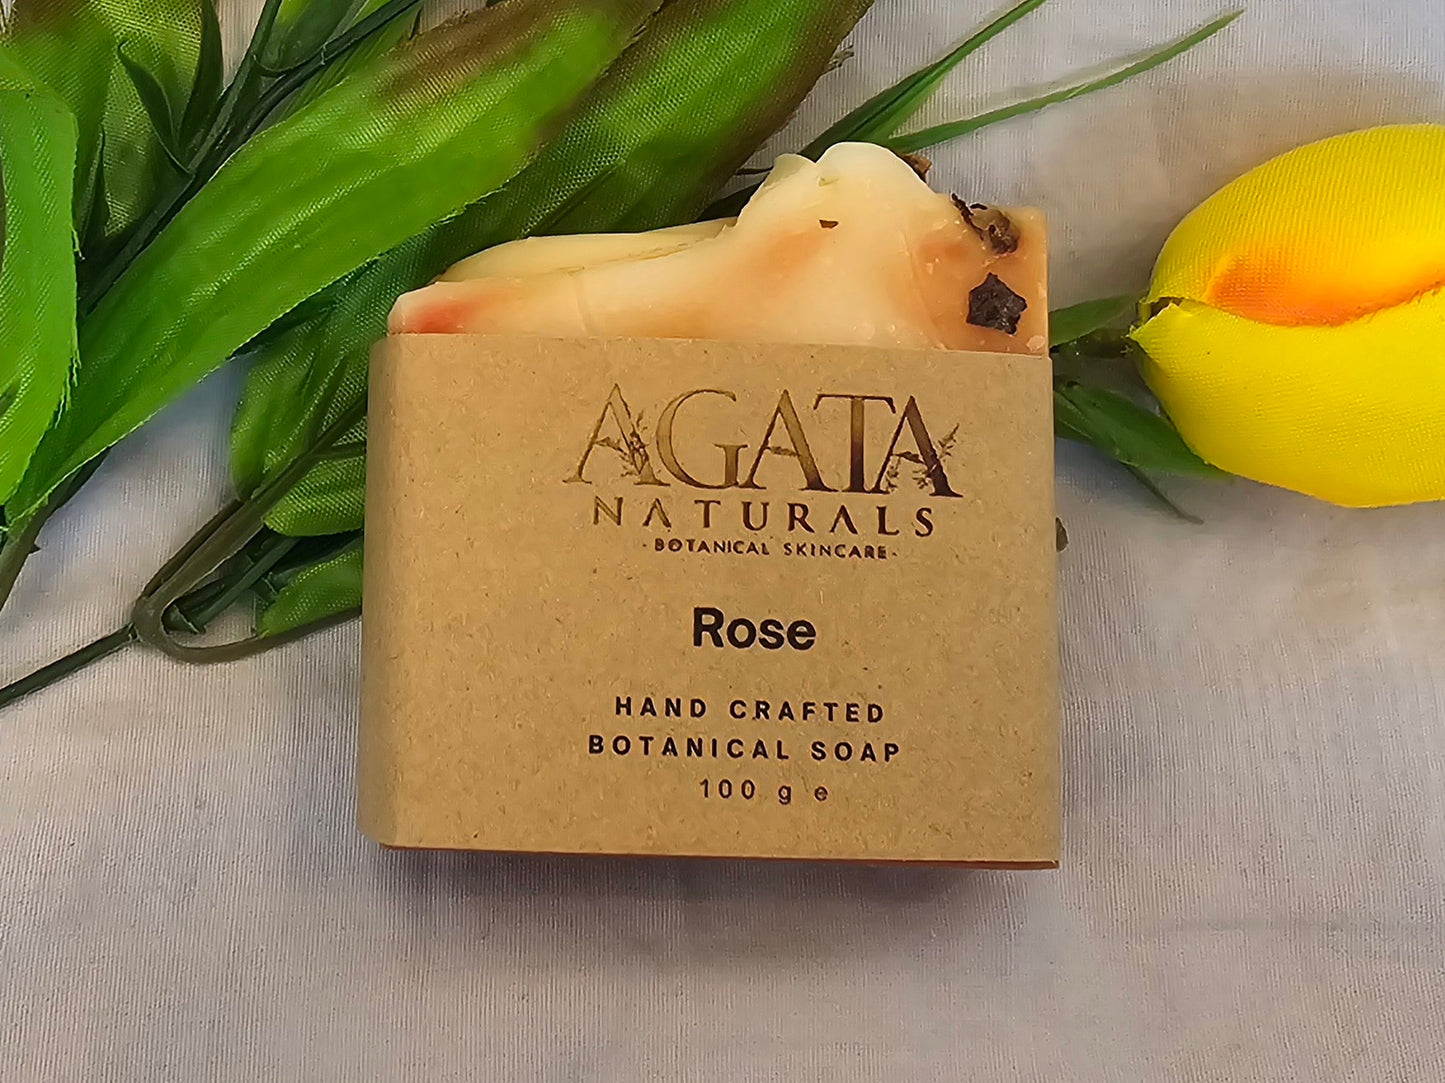 AGATA
NATURALS
- BOTANICAL SKINCARE -
Rose
HAND CRAFTED
BOTANICAL SOAP
100 g e